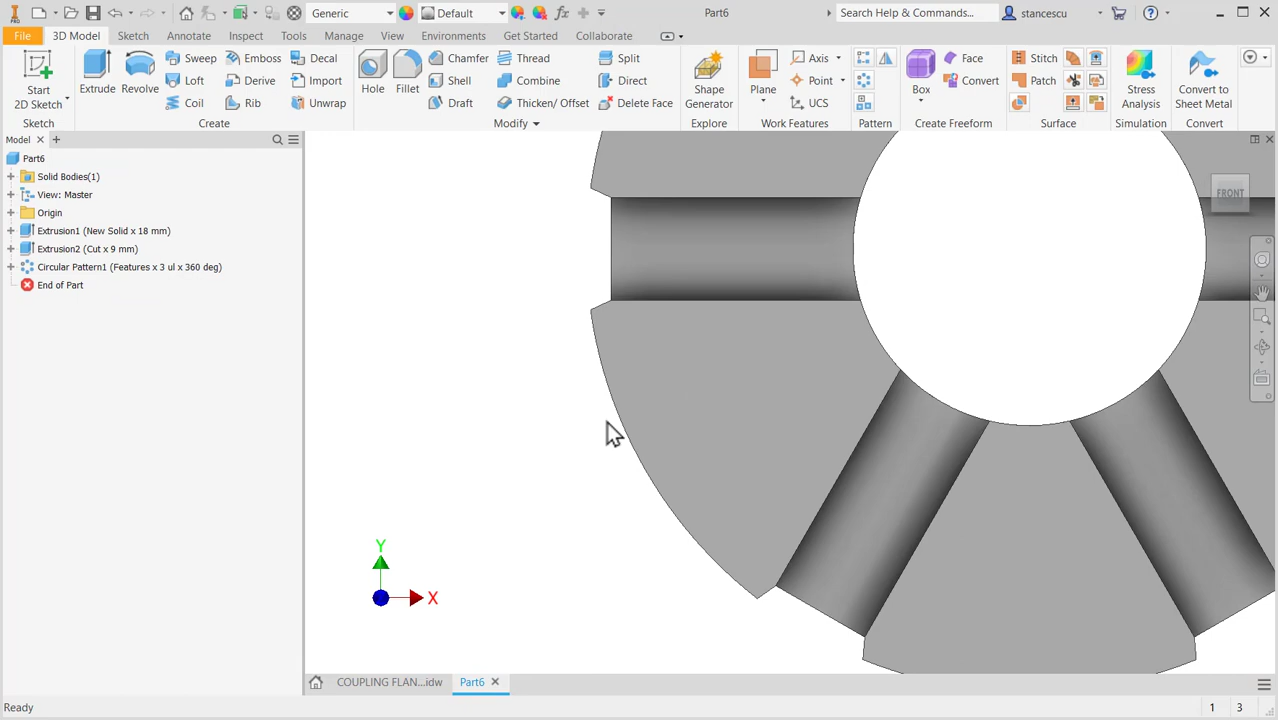 Generic
Default
Part6
Search Help & Commands...
stancescu
File
3D Model
Sketch
Annotate
Inspect
Tools
Manage
View
Environments
Get Started
Collaborate
Start
2D Sketch
Extrude
Revolve
Sweep
Emboss
Decal
Loft
Derive
Import
Coil
Rib
Unwrap
Hole
Fillet
Chamfer
Thread
Split
Shell
Combine
Direct
Draft
Thicken/ Offset
Delete Face
Shape
Generator
Plane
Axis
Point
UCS
Box
Face
Convert
Stitch
Patch
Stress
Analysis
Convert to
Sheet Metal
Sketch
Create
Modify
Explore
Work Features
Pattern
Create Freeform
Surface
Simulation
Convert
Model
Part6
Solid Bodies(1)
View: Master
Origin
Extrusion1 (New Solid x 18 mm)
Extrusion2 (Cut x 9 mm)
Circular Pattern1 (Features x 3 ul x 360 deg)
End of Part
FRONT
Y
X
COUPLING FLAN...idw
Part6
Ready
1
3